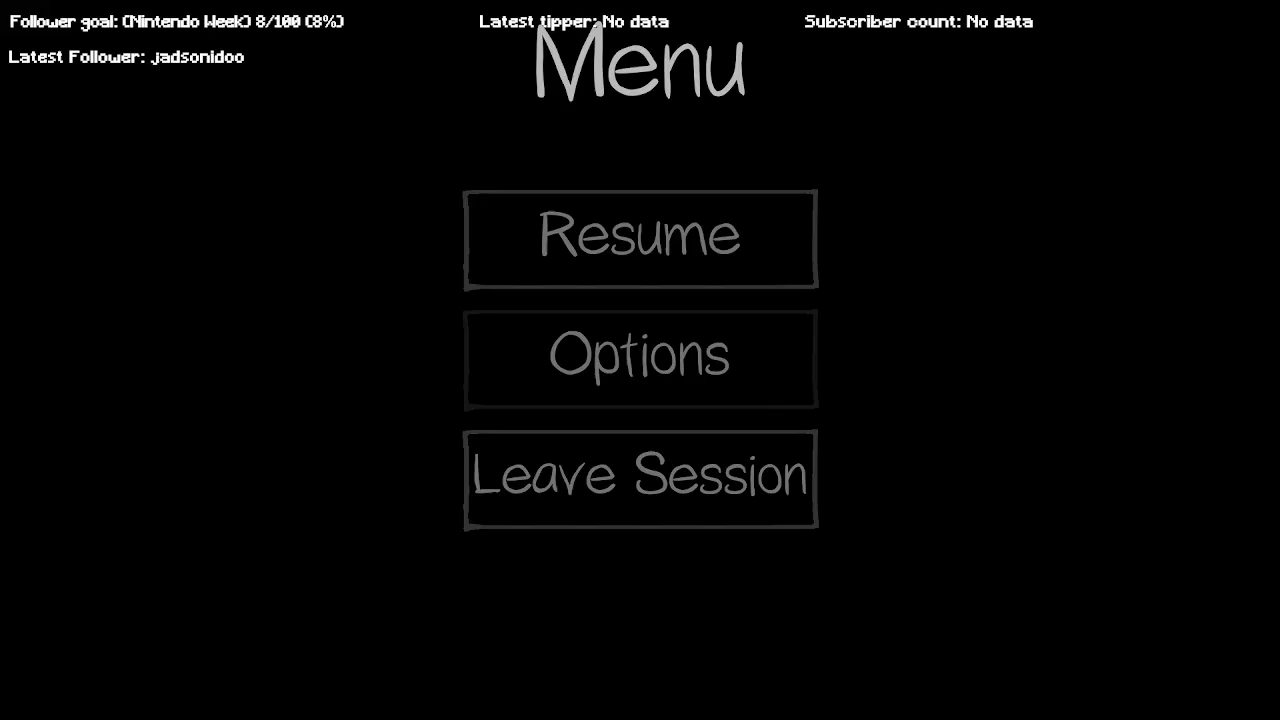 Follower goal: (Nintendo Week) 8/100 (8%)
Latest tipper: No data
Subscriber count: No data
Latest Follower: jadsonidoo
Menu
Resume
Options
Leave Session